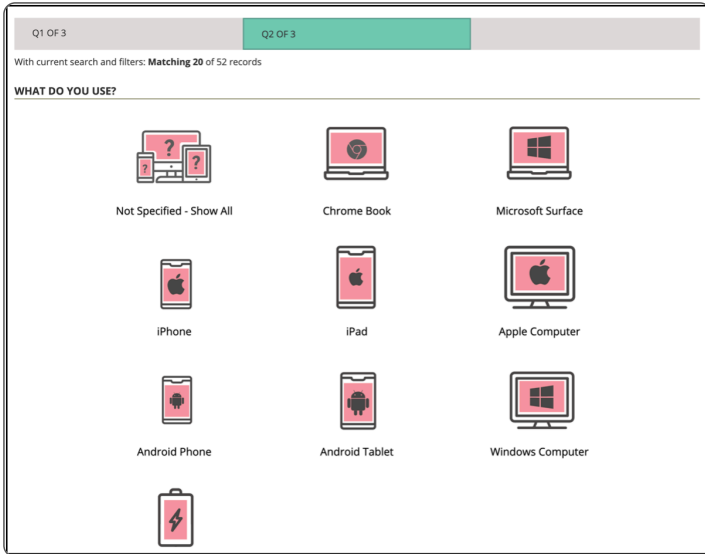 Q1 OF 3
Q2 OF 3
With current search and filters: Matching 20 of 52 records
WHAT DO YOU USE?
? ? ?
Not Specified - Show All
Chrome Book
Microsoft Surface
iPhone
iPad
Apple Computer
Android Phone
Android Tablet
Windows Computer